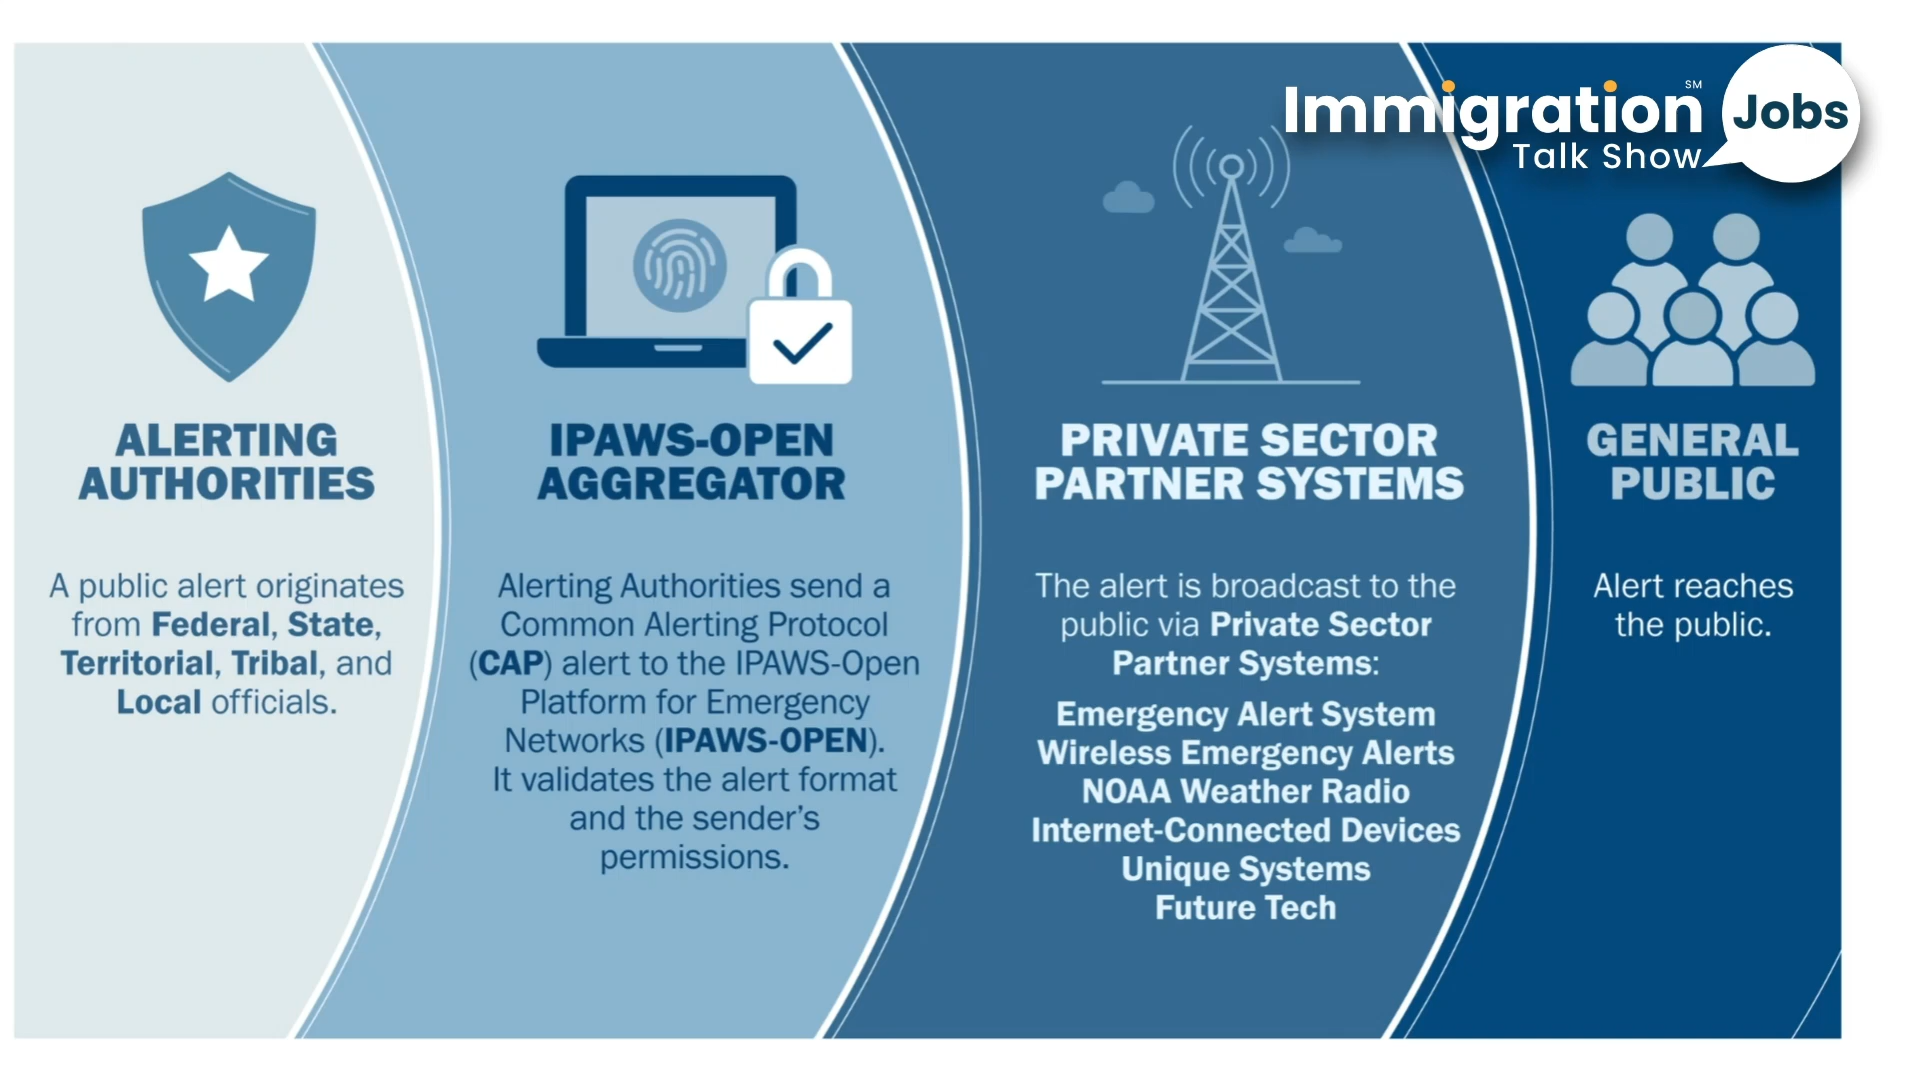 Immigration℠ Jobs
Talk Show
ALERTING
AUTHORITIES
A public alert originates
from Federal, State,
Territorial, Tribal, and
Local officials.
IPAWS-OPEN
AGGREGATOR
Alerting Authorities send a
Common Alerting Protocol
(CAP) alert to the IPAWS-Open
Platform for Emergency
Networks (IPAWS-OPEN).
It validates the alert format
and the sender’s
permissions.
PRIVATE SECTOR
PARTNER SYSTEMS
The alert is broadcast to the
public via Private Sector
Partner Systems:
Emergency Alert System
Wireless Emergency Alerts
NOAA Weather Radio
Internet-Connected Devices
Unique Systems
Future Tech
GENERAL
PUBLIC
Alert reaches
the public.